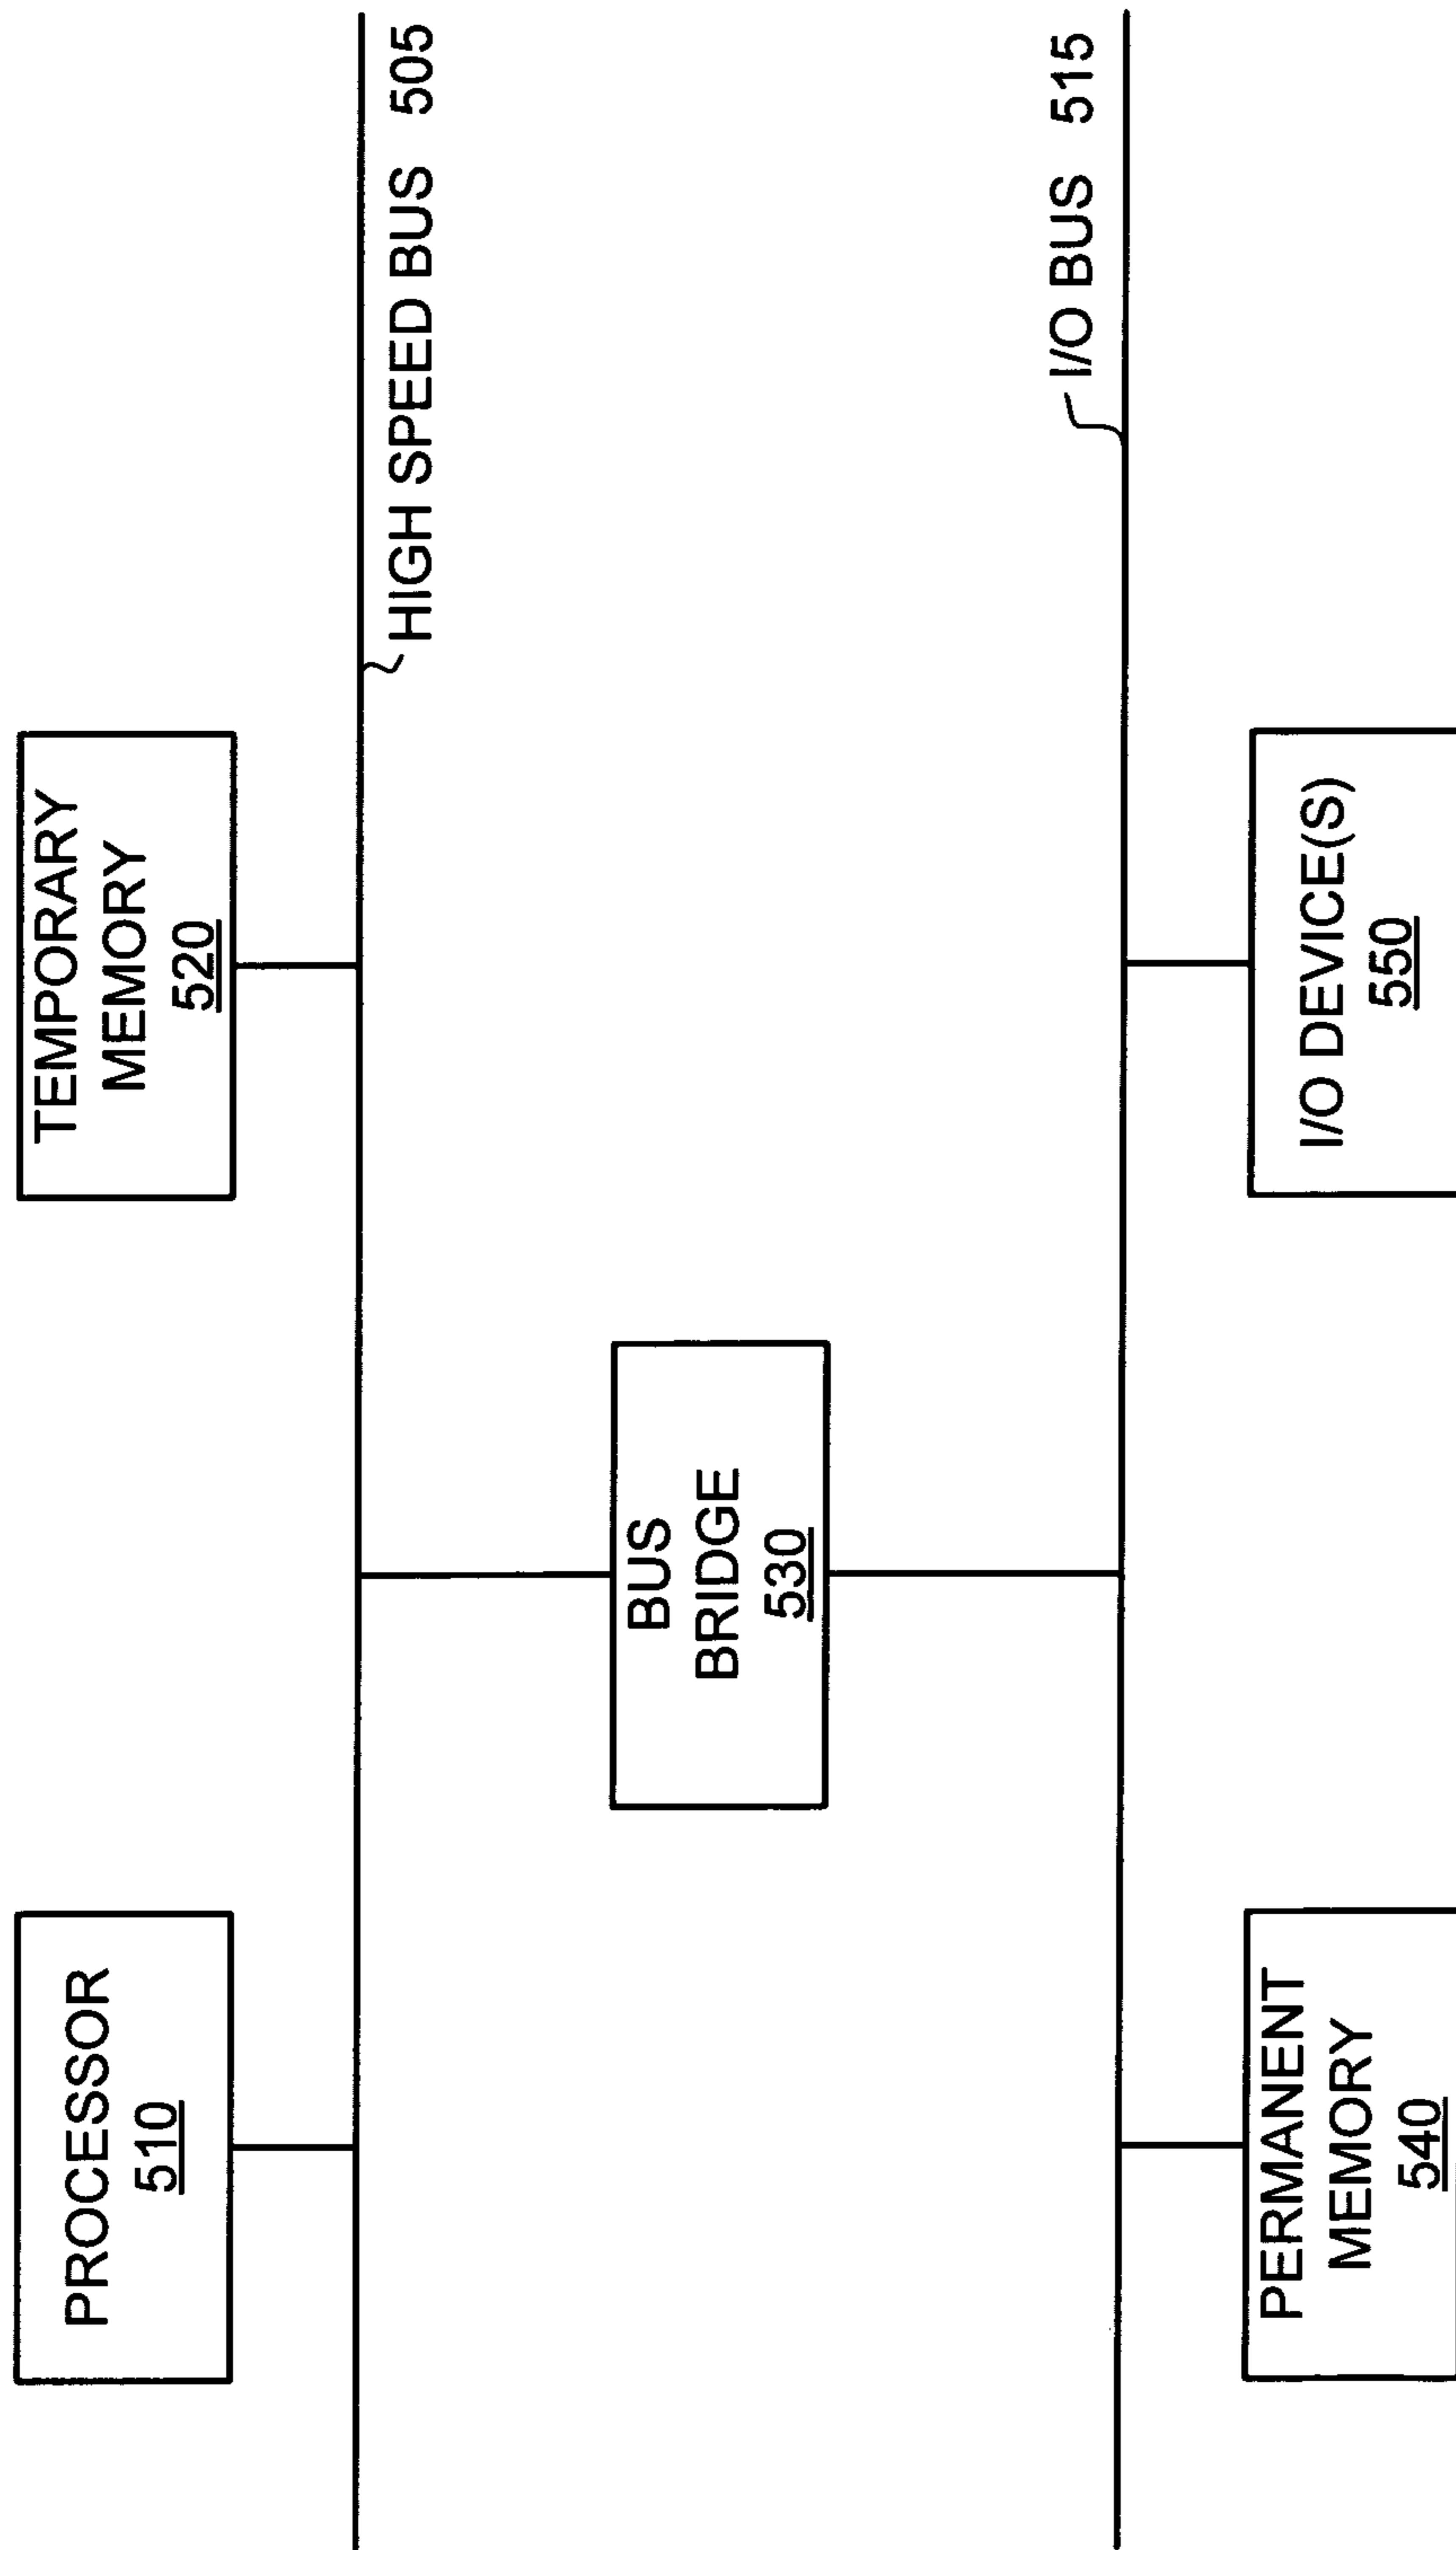 PROCESSOR
510
TEMPORARY
MEMORY
520
HIGH SPEED BUS 505
BUS
BRIDGE
530
I/O BUS 515
PERMANENT
MEMORY
540
I/O DEVICE(S)
550